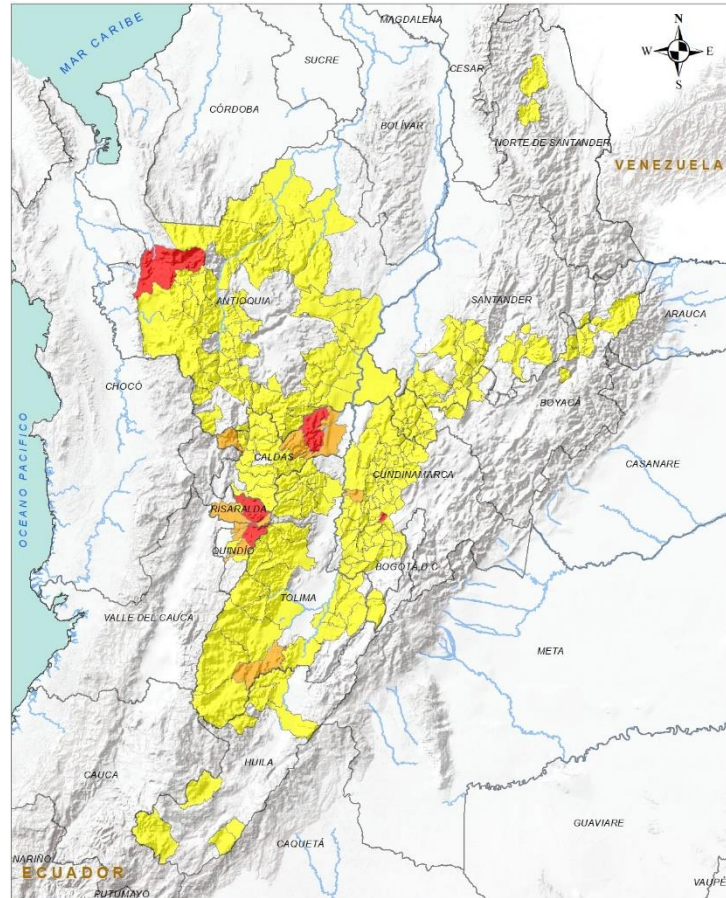 MAGDALENA
N
MAR CARIBE
SUCRE
CESAR
W
E
S
CÓRDOBA
BOLÍVAR
NORTE DE SANTANDER
VENEZUELA
ANTIOQUIA
SANTANDER
ARAUCA
CHOCÓ
BOYACÁ
OCEANO PACIFICO
CALDAS
CUNDINAMARCA
CASANARE
RISARALDA
QUINDÍO
BOGOTÁ, D.C.
TOLIMA
VALLE DEL CAUCA
META
HUILA
CAUCA
GUAVIARE
CAQUETÁ
NARIÑO
ECUADOR
PUTUMAYO
VAUPÉ